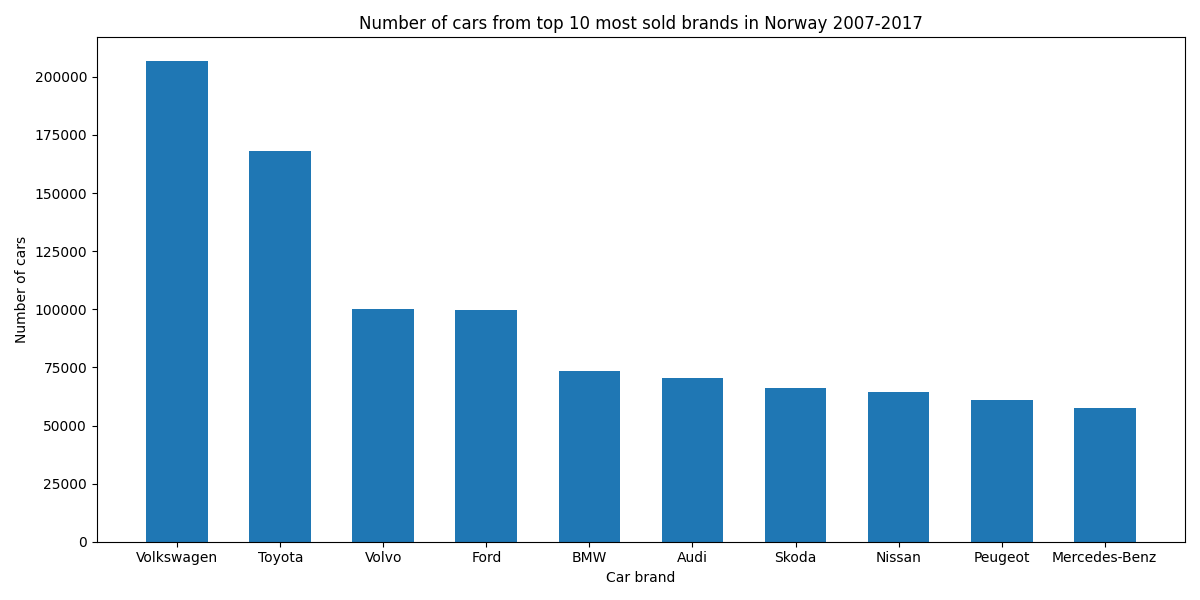 Number of cars from top 10 most sold brands in Norway 2007-2017
Number of cars
200000
175000
150000
125000
100000
75000
50000
25000
0
Volkswagen Toyota Volvo Ford BMW Audi Skoda Nissan Peugeot Mercedes-Benz
Car brand